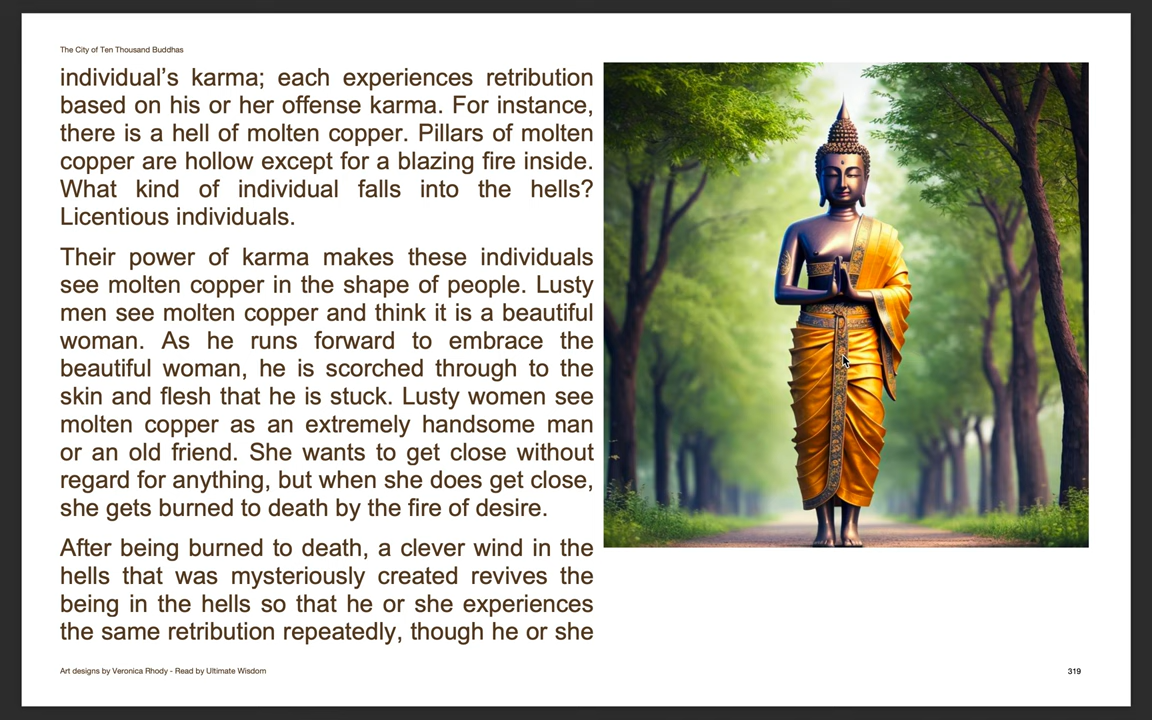 The City of Ten Thousand Buddhas
individual’s karma; each experiences retribution
based on his or her offense karma. For instance,
there is a hell of molten copper. Pillars of molten
copper are hollow except for a blazing fire inside.
What kind of individual falls into the hells?
Licentious individuals.
Their power of karma makes these individuals
see molten copper in the shape of people. Lusty
men see molten copper and think it is a beautiful
woman. As he runs forward to embrace the
beautiful woman, he is scorched through to the
skin and flesh that he is stuck. Lusty women see
molten copper as an extremely handsome man
or an old friend. She wants to get close without
regard for anything, but when she does get close,
she gets burned to death by the fire of desire.
After being burned to death, a clever wind in the
hells that was mysteriously created revives the
being in the hells so that he or she experiences
the same retribution repeatedly, though he or she
Art designs by Veronica Rhody - Read by Ultimate Wisdom
319